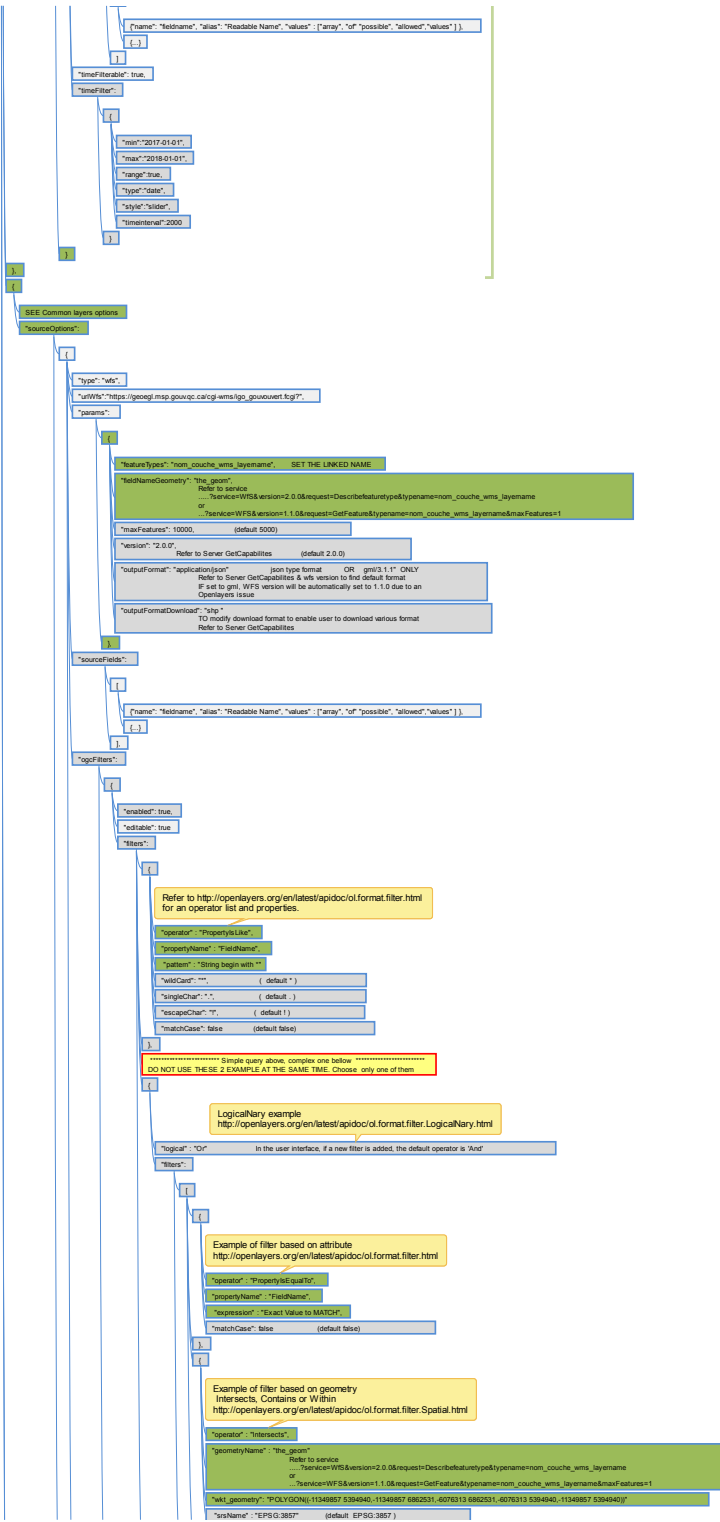 {"name": "fieldname", "alias": "Readable Name", "values" : ["array", "of" "possible", "allowed","values" ] },
{...}
]
"timeFilterable": true,
"timeFilter":
{
"min":"2017-01-01",
"max":"2018-01-01",
"range":true,
"type":"date",
"style":"slider",
"timeinterval":2000
}
}
},
{
SEE Common layers options
"sourceOptions":
{
"type": "wfs",
"urlWfs":"https://geoegl.msp.gouv.qc.ca/cgi-wms/igo_gouvouvert.fcgi?",
"params":
{
"featureTypes": "nom_couche_wms_layername", SET THE LINKED NAME
"fieldNameGeometry": "the_geom",
Refer to service
.....?service=WfS&version=2.0.0&request=Describefeaturetype&typename=nom_couche_wms_layername
or
...?service=WFS&version=1.1.0&request=GetFeature&typename=nom_couche_wms_layername&maxFeatures=1
"maxFeatures": 10000, (default 5000)
"version": "2.0.0",
Refer to Server GetCapabilites (default 2.0.0)
"outputFormat": "application/json" json type format OR gml/3.1.1" ONLY
Refer to Server GetCapabilities & wfs version to find default format
IF set to gml, WFS version will be automatically set to 1.1.0 due to an
Openlayers issue
"outputFormatDownload": "shp "
TO modify download format to enable user to download various format
Refer to Server GetCapabilites
},
"sourceFields":
[
{"name": "fieldname", "alias": "Readable Name", "values" : ["array", "of" "possible", "allowed","values" ] },
{...}
],
"ogcFilters":
{
"enabled": true,
"editable": true
"filters":
{
Refer to http://openlayers.org/en/latest/apidoc/ol.format.filter.html
for an operator list and properties.
"operator" : "PropertyIsLike",
"propertyName" : "FieldName",
"pattern" : "String begin with *"
"wildCard": "*", ( default * )
"singleChar": ".", ( default . )
"escapeChar": "!", ( default ! )
"matchCase": false (default false)
},
************************* Simple query above, complex one bellow *************************
DO NOT USE THESE 2 EXAMPLE AT THE SAME TIME. Choose only one of them
{
LogicalNary example
http://openlayers.org/en/latest/apidoc/ol.format.filter.LogicalNary.html
"logical" : "Or" In the user interface, if a new filter is added, the default operator is 'And'
"filters":
[
{
Example of filter based on attribute
http://openlayers.org/en/latest/apidoc/ol.format.filter.html
"operator" : "PropertyIsEqualTo",
"propertyName" : "FieldName",
"expression" : "Exact Value to MATCH",
"matchCase": false (default false)
},
{
Example of filter based on geometry
Intersects, Contains or Within
http://openlayers.org/en/latest/apidoc/ol.format.filter.Spatial.html
"operator" : "Intersects",
"geometryName" : "the_geom"
Refer to service
.....?service=WfS&version=2.0.0&request=Describefeaturetype&typename=nom_couche_wms_layername
or
...?service=WFS&version=1.1.0&request=GetFeature&typename=nom_couche_wms_layername&maxFeatures=1
"wkt_geometry": "POLYGON((-11349857 5394940,-11349857 6862531,-6076313 6862531,-6076313 5394940,-11349857 5394940))"
"srsName" : "EPSG:3857" (default EPSG:3857 )